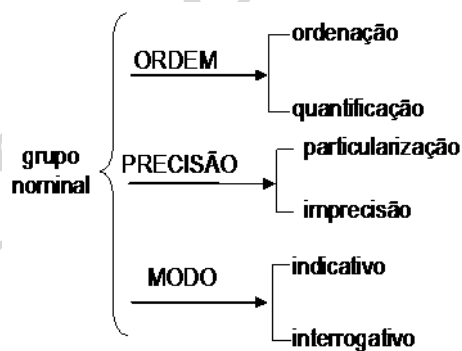 ordenação
ORDEM
quantificação
particularização
grupo
nominal
PRECISÃO
imprecisão
indicativo
MODO
interrogativo